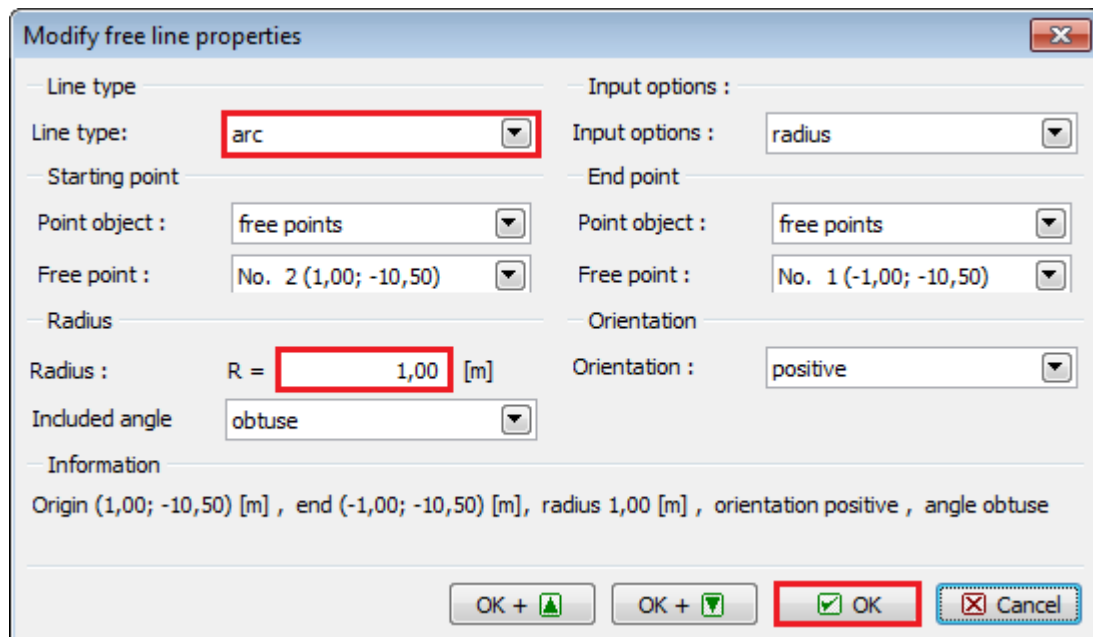 Modify free line properties
Line type
Input options :
Line type: arc
Input options : radius
Starting point
End point
Point object : free points
Point object : free points
Free point : No. 2 (1,00; -10,50)
Free point : No. 1 (-1,00; -10,50)
Radius
Orientation
Radius : R = 1,00 [m]
Orientation : positive
Included angle obtuse
Information
Origin (1,00; -10,50) [m] , end (-1,00; -10,50) [m], radius 1,00 [m] , orientation positive , angle obtuse
OK + OK + OK Cancel